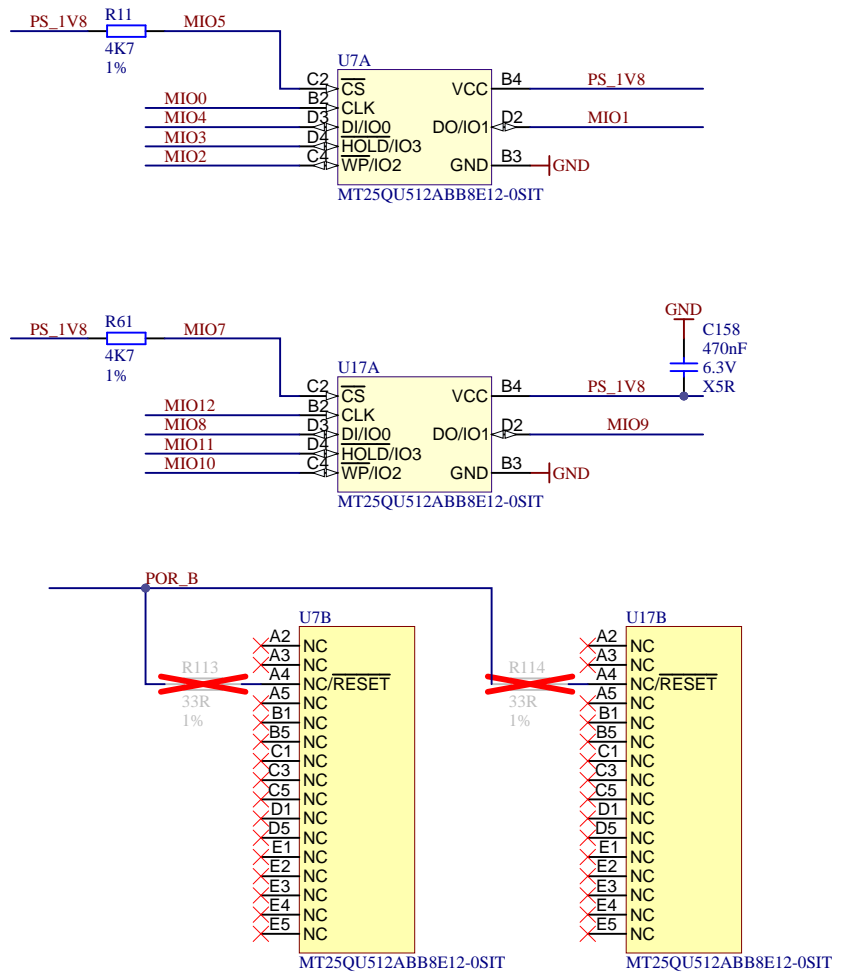 PS_1V8
R11
4K7
1%
MIO5
U7A
C2 CS
B2 CLK
D3 DI/IO0
D4 HOLD/IO3
C4 WP/IO2
MIO0
MIO4
MIO3
MIO2
VCC B4 PS_1V8
DO/IO1 D2 MIO1
GND B3 GND
MT25QU512ABB8E12-0SIT
PS_1V8
R61
4K7
1%
MIO7
U17A
C2 CS
B2 CLK
D3 DI/IO0
D4 HOLD/IO3
C4 WP/IO2
MIO12
MIO8
MIO11
MIO10
VCC B4 PS_1V8
DO/IO1 D2 MIO9
GND B3 GND
MT25QU512ABB8E12-0SIT
GND
C158
470nF
6.3V
X5R
POR_B
R113
33R
1%
U7B
A2 NC
A3 NC
A4 NC/RESET
A5 NC
B1 NC
B5 NC
C1 NC
C3 NC
C5 NC
D1 NC
D5 NC
E1 NC
E2 NC
E3 NC
E4 NC
E5 NC
MT25QU512ABB8E12-0SIT
R114
33R
1%
U17B
A2 NC
A3 NC
A4 NC/RESET
A5 NC
B1 NC
B5 NC
C1 NC
C3 NC
C5 NC
D1 NC
D5 NC
E1 NC
E2 NC
E3 NC
E4 NC
E5 NC
MT25QU512ABB8E12-0SIT